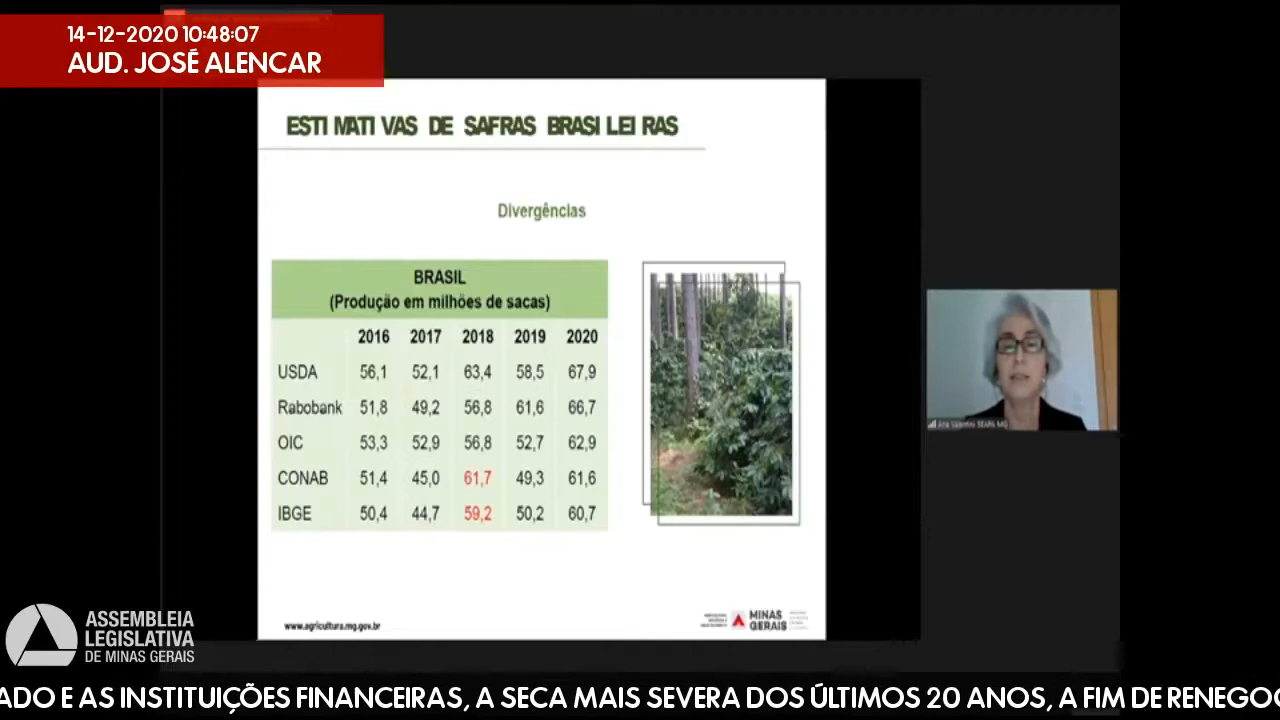 14-12-2020 10:48:07
AUD. JOSÉ ALENCAR
ESTIMATIVAS DE SAFRAS BRASILEIRAS
Divergências
BRASIL
(Produção em milhões de sacas)
2016 2017 2018 2019 2020
USDA 56,1 52,1 63,4 58,5 67,9
Rabobank 51,8 49,2 56,8 61,6 66,7
OIC 53,3 52,9 56,8 52,7 62,9
CONAB 51,4 45,0 61,7 49,3 61,6
IBGE 50,4 44,7 59,2 50,2 60,7
Ana Valentini SEAPA MG
www.agricultura.mg.gov.br
MINAS
GERAIS
ASSEMBLEIA
LEGISLATIVA
DE MINAS GERAIS
ADO E AS INSTITUIÇÕES FINANCEIRAS, A SECA MAIS SEVERA DOS ÚLTIMOS 20 ANOS, A FIM DE RENEGOC